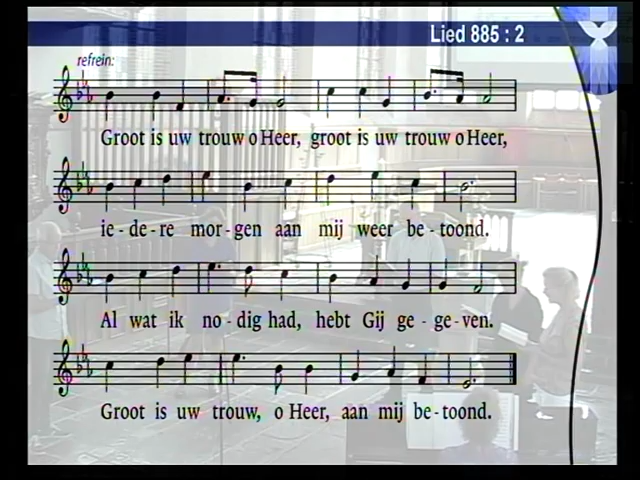 Lied 885 : 2
refrein:
Groot is uw trouw o Heer, groot is uw trouw o Heer,
ie - de - re mor - gen aan mij weer be - toond.
Al wat ik no - dig had, hebt Gij ge - ge - ven.
Groot is uw trouw, o Heer, aan mij be - toond.